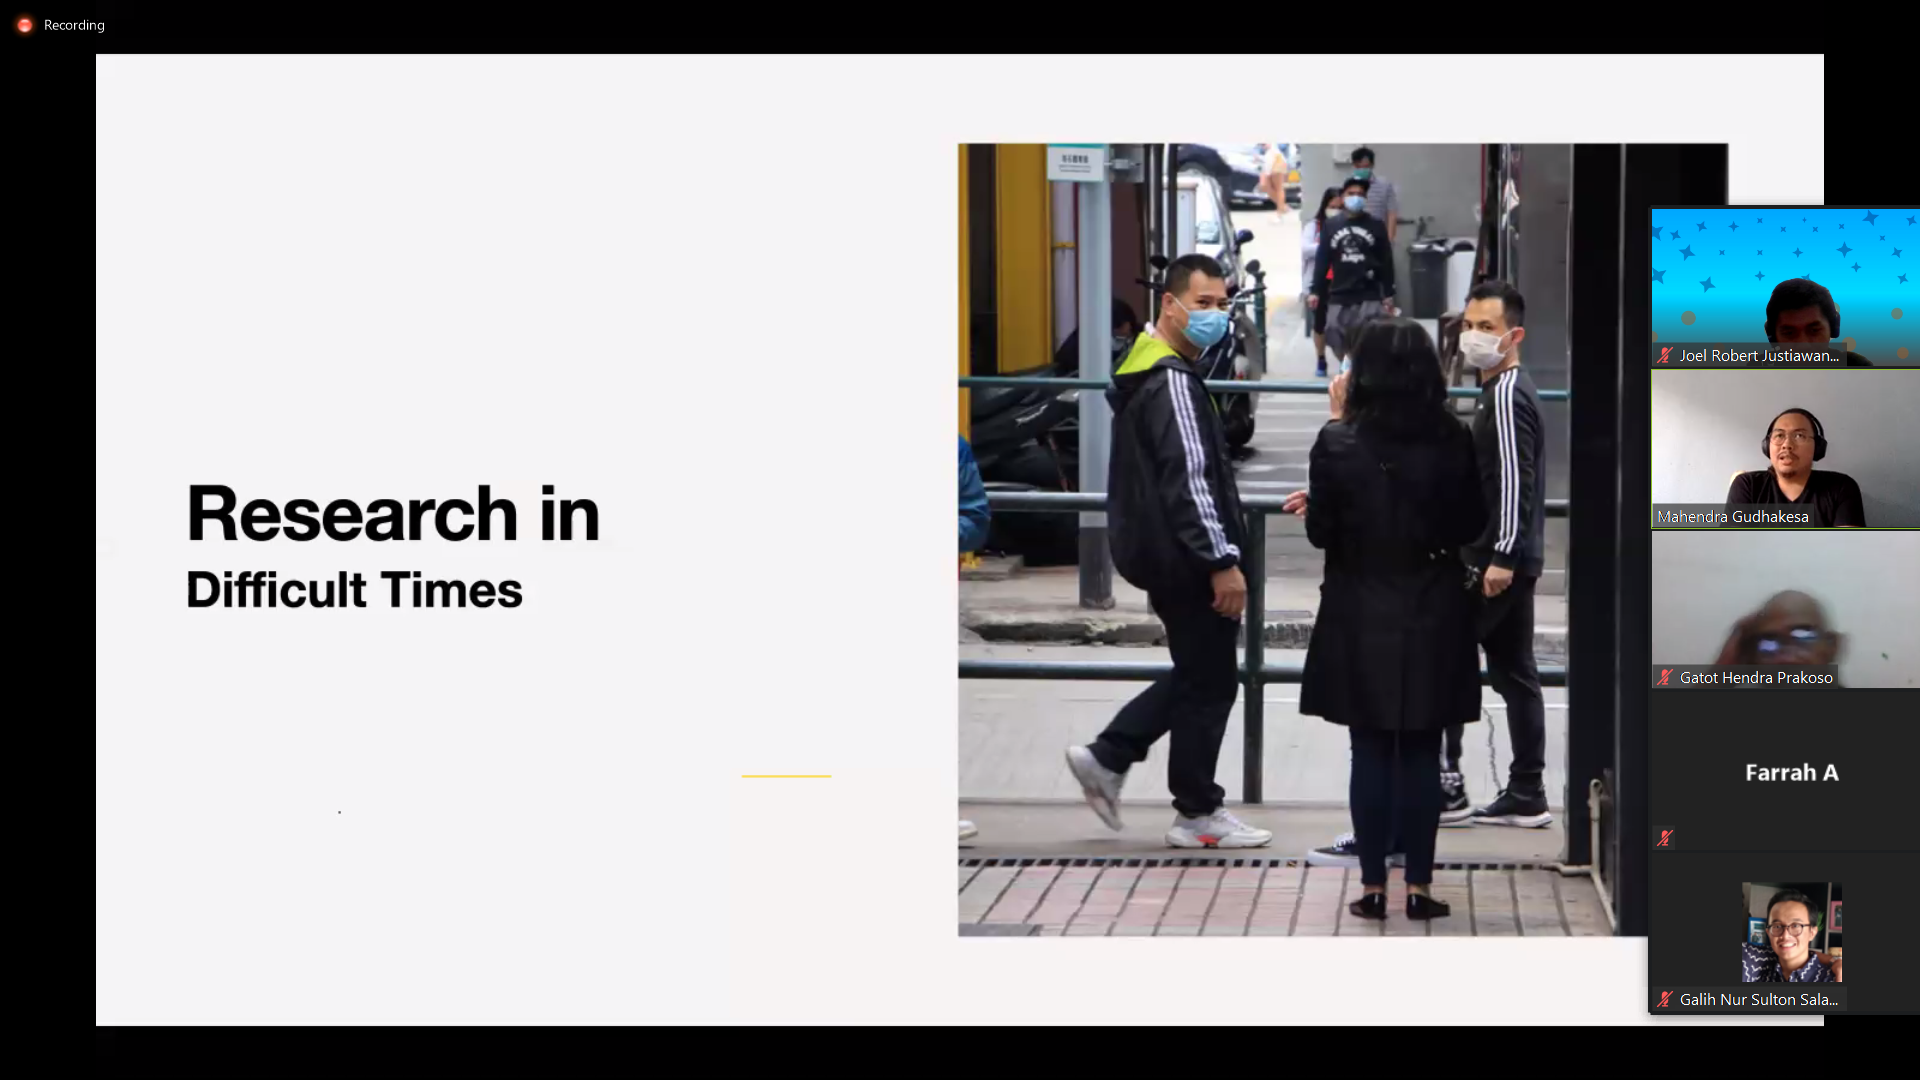 Recording
Research in
Difficult Times
Joel Robert Justiawan...
Mahendra Gudhakesa
Gatot Hendra Prakoso
Farrah A
Galih Nur Sulton Sala...